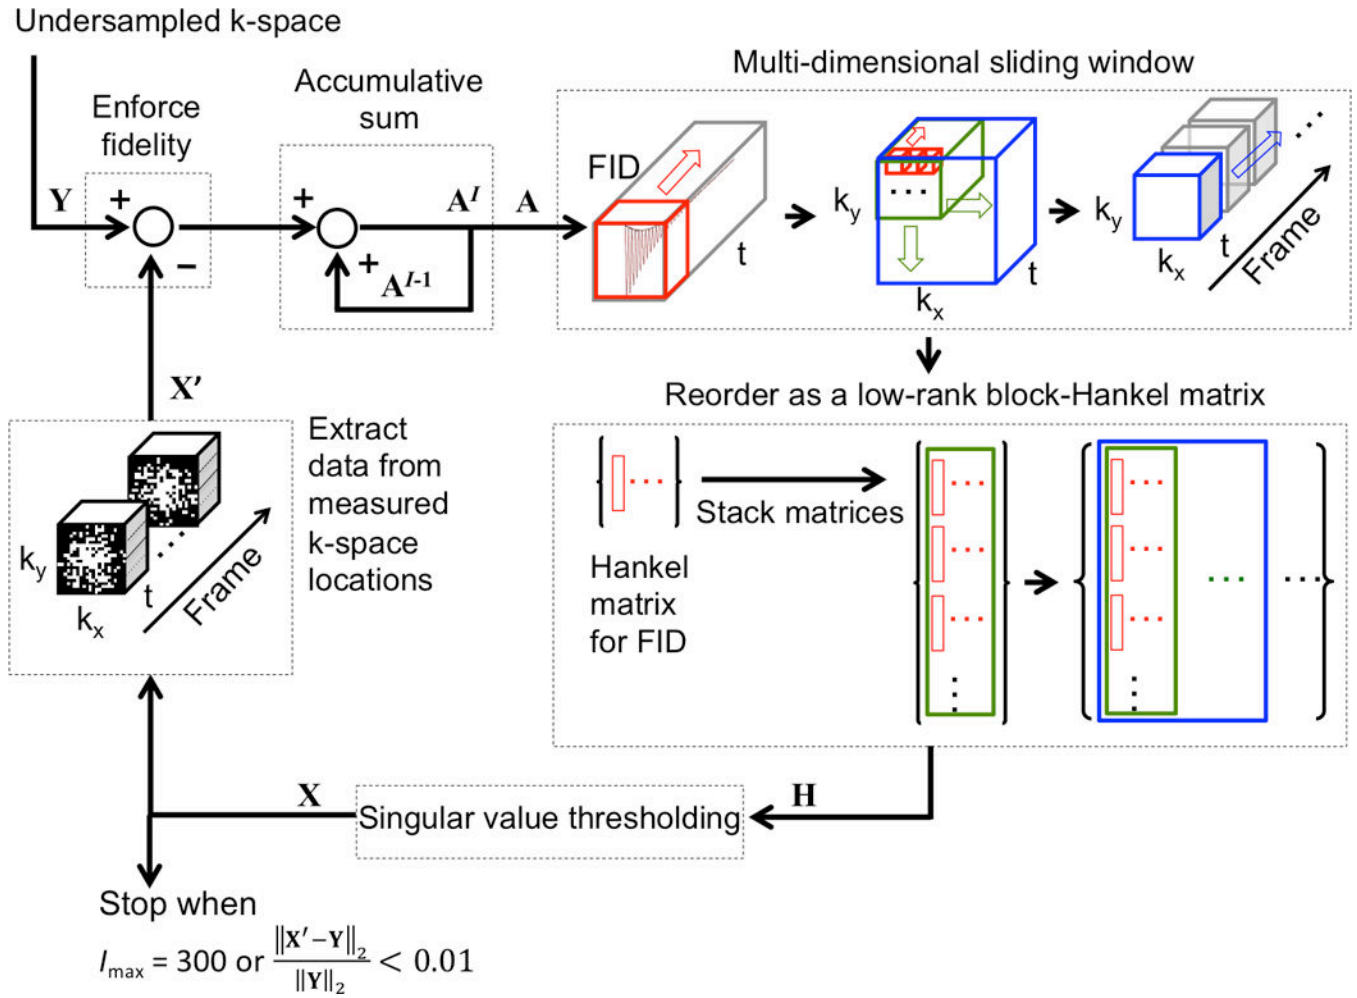 Undersampled k-space
Enforce
fidelity
Accumulative
sum
Multi-dimensional sliding window
Y
+
−
+
+
A^I
A^{I-1}
A
FID
t
k_y
k_x
t
k_y
k_x
t
Frame
X'
Extract
data from
measured
k-space
locations
k_y
k_x
t
Frame
Reorder as a low-rank block-Hankel matrix
Stack matrices
Hankel
matrix
for FID
H
Singular value thresholding
X
Stop when
I_max = 300 or ‖X′−Y‖₂ / ‖Y‖₂ < 0.01